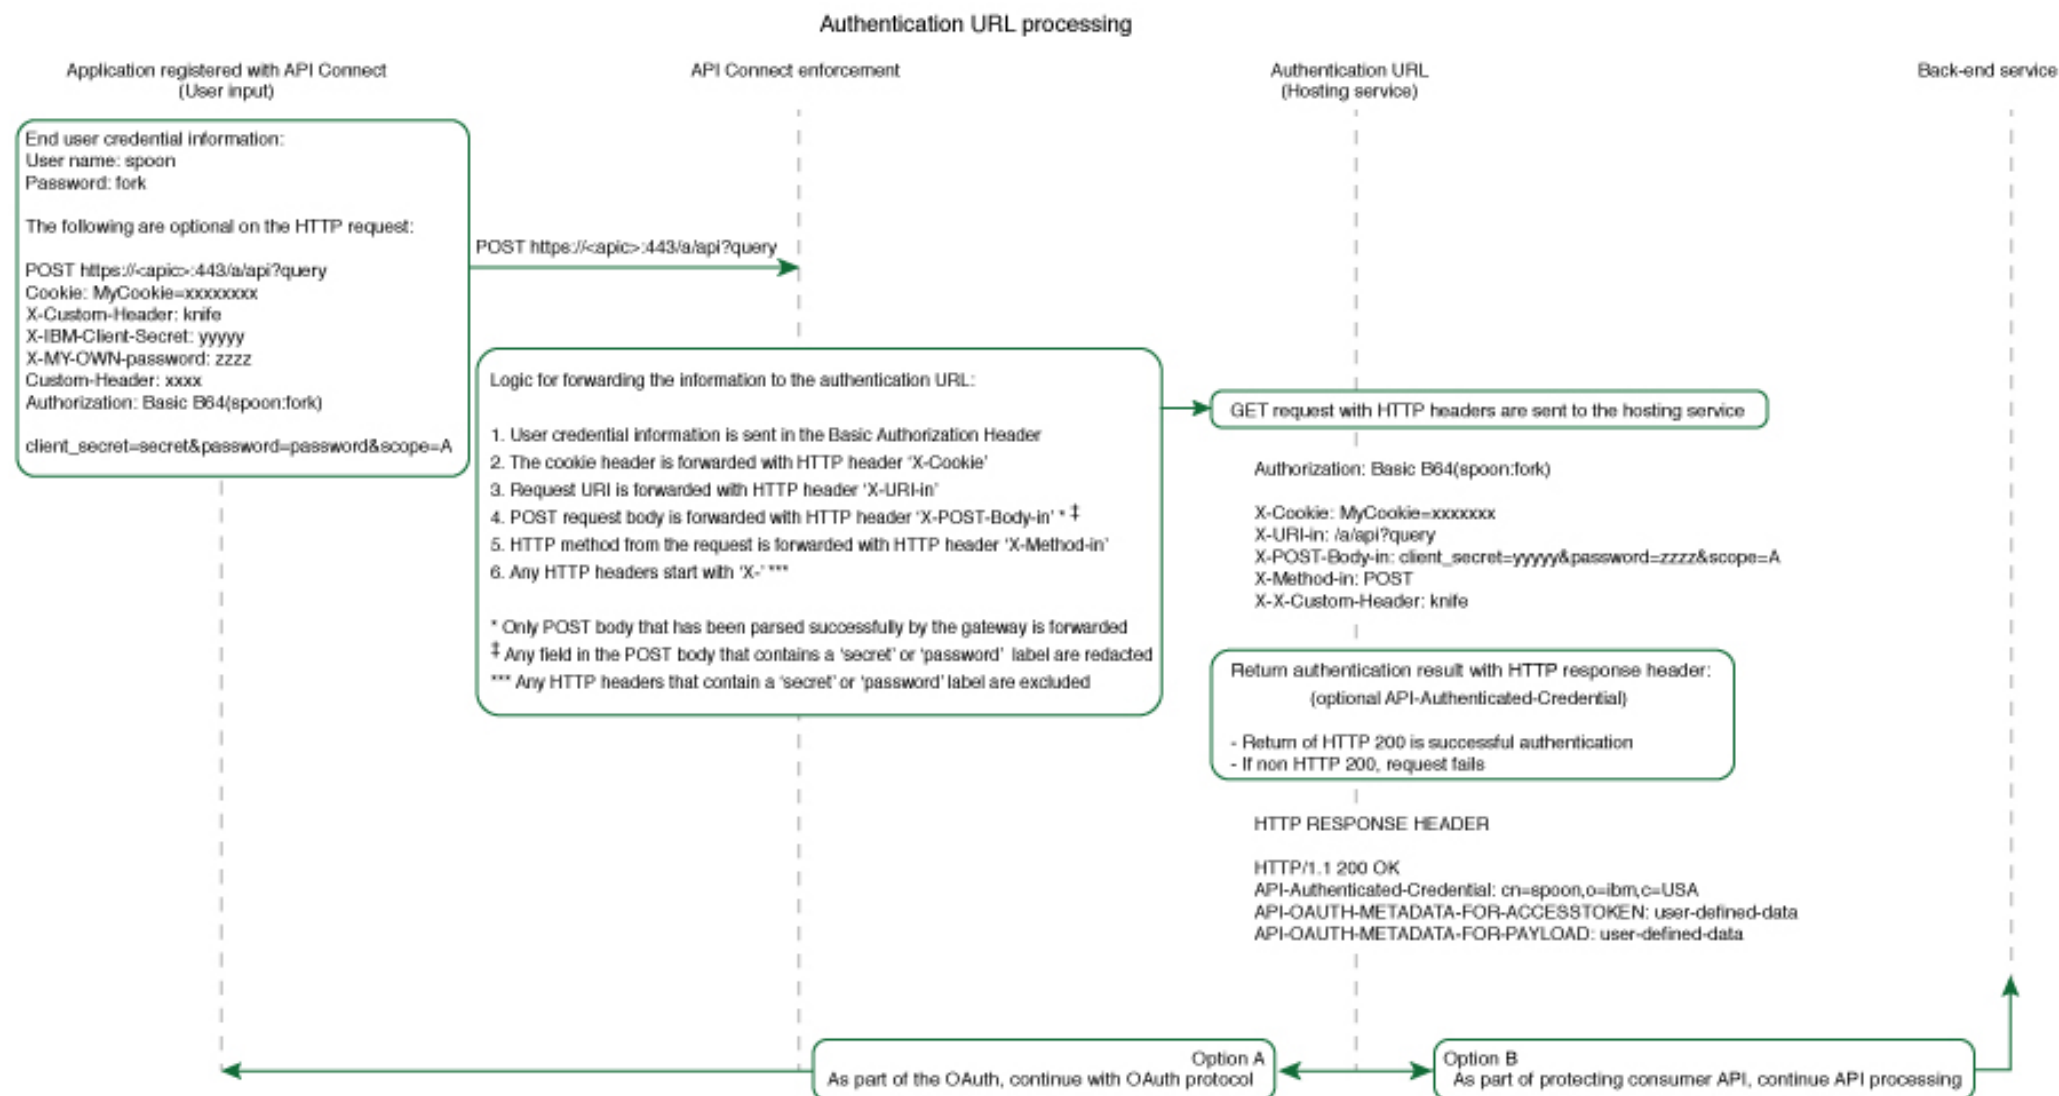 Authentication URL processing
Application registered with API Connect
(User input)
API Connect enforcement
Authentication URL
(Hosting service)
Back-end service
End user credential information:
User name: spoon
Password: fork
The following are optional on the HTTP request:
POST https://<apic>:443/a/api?query
Cookie: MyCookie=xxxxxxxx
X-Custom-Header: knife
X-IBM-Client-Secret: yyyyy
X-MY-OWN-password: zzzz
Custom-Header: xxxx
Authorization: Basic B64(spoon:fork)
client_secret=secret&password=password&scope=A
POST https://<apic>:443/a/api?query
Logic for forwarding the information to the authentication URL:
1. User credential information is sent in the Basic Authorization Header
2. The cookie header is forwarded with HTTP header ‘X-Cookie’
3. Request URI is forwarded with HTTP header ‘X-URI-in’
4. POST request body is forwarded with HTTP header ‘X-POST-Body-in’ * ‡
5. HTTP method from the request is forwarded with HTTP header ‘X-Method-in’
6. Any HTTP headers start with ‘X-’ ***
* Only POST body that has been parsed successfully by the gateway is forwarded
‡ Any field in the POST body that contains a ‘secret’ or ‘password’ label are redacted
*** Any HTTP headers that contain a ‘secret’ or ‘password’ label are excluded
GET request with HTTP headers are sent to the hosting service
Authorization: Basic B64(spoon:fork)
X-Cookie: MyCookie=xxxxxxx
X-URI-in: /a/api?query
X-POST-Body-in: client_secret=yyyyy&password=zzzz&scope=A
X-Method-in: POST
X-X-Custom-Header: knife
Return authentication result with HTTP response header:
(optional API-Authenticated-Credential)
- Return of HTTP 200 is successful authentication
- If non HTTP 200, request fails
HTTP RESPONSE HEADER
HTTP/1.1 200 OK
API-Authenticated-Credential: cn=spoon,o=ibm,c=USA
API-OAUTH-METADATA-FOR-ACCESSTOKEN: user-defined-data
API-OAUTH-METADATA-FOR-PAYLOAD: user-defined-data
Option A
As part of the OAuth, continue with OAuth protocol
Option B
As part of protecting consumer API, continue API processing